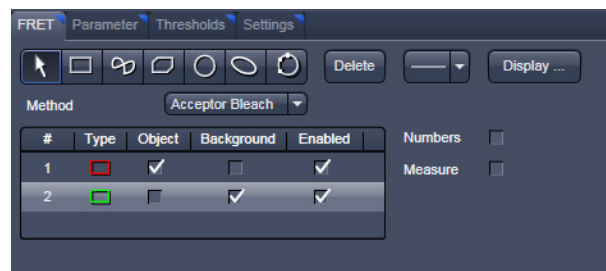 FRET Parameter Thresholds Settings
Delete Display ...
Method Acceptor Bleach
# Type Object Background Enabled Numbers
1 Measure
2